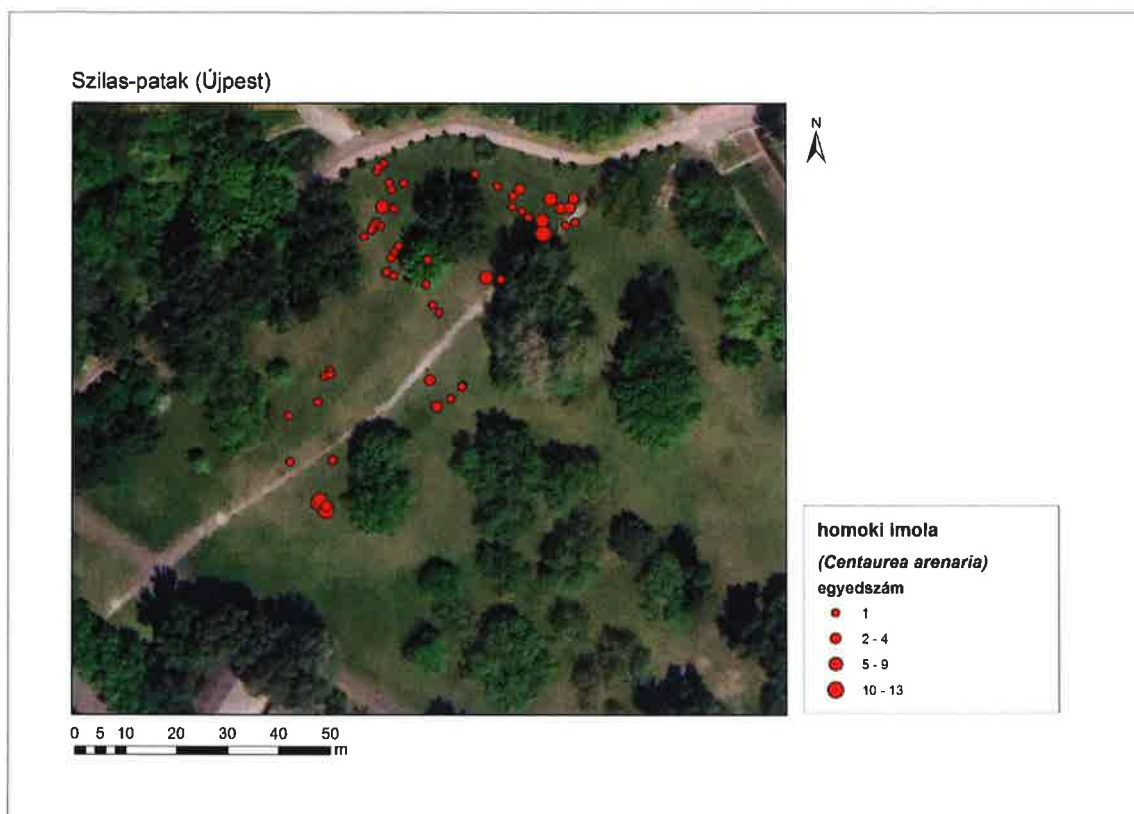 Szilas-patak (Újpest)
N
homoki imola
(Centaurea arenaria)
egyedszám
1
2 - 4
5 - 9
10 - 13
0 5 10 20 30 40 50
m